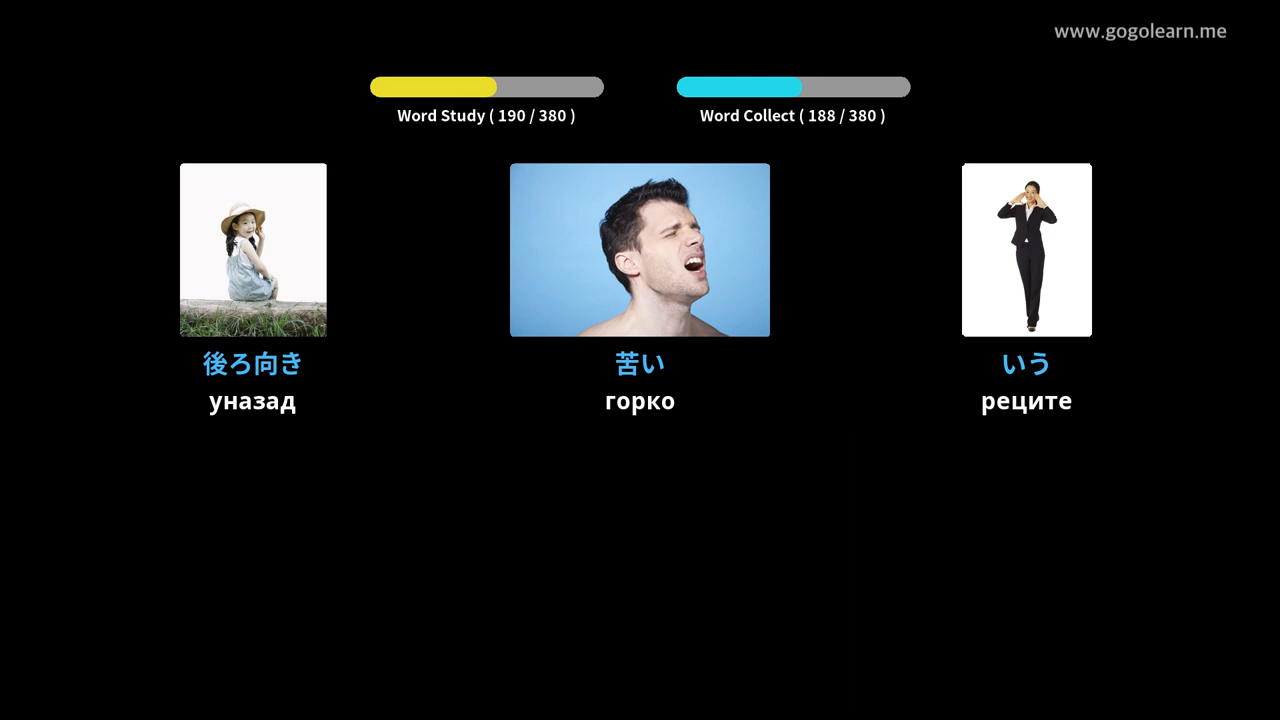 www.gogolearn.me
Word Study ( 190 / 380 )
Word Collect ( 188 / 380 )
後ろ向き
уназад
苦い
горко
いう
реците